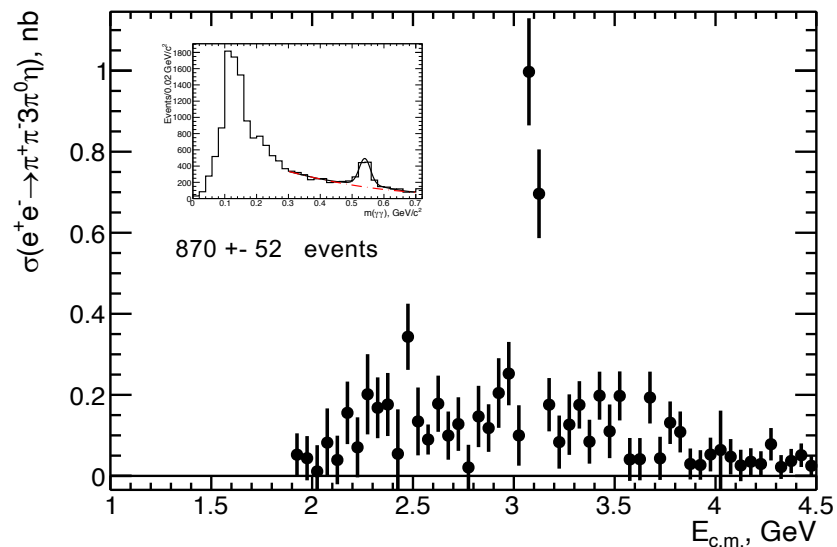 σ(e⁺e⁻→π⁺π⁻3π⁰η), nb
1
0.8
0.6
0.4
0.2
0
Events/0.02 GeV/c²
1800
1600
1400
1200
1000
800
600
400
200
0 0.1 0.2 0.3 0.4 0.5 0.6 0.7
m(γγ), GeV/c²
870 +- 52 events
1 1.5 2 2.5 3 3.5 4 4.5
E_c.m., GeV